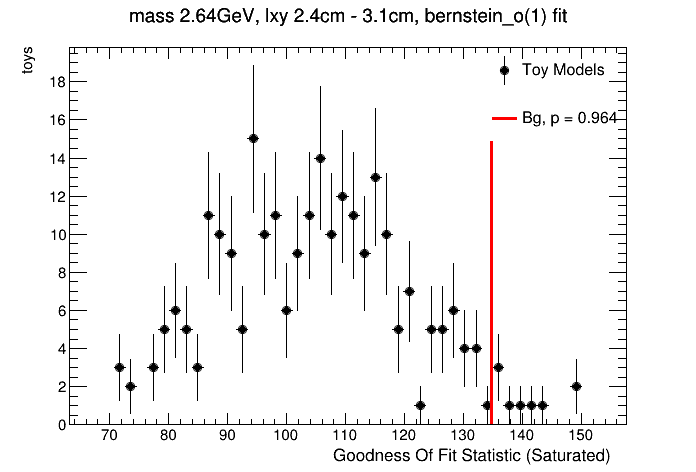 mass 2.64GeV, lxy 2.4cm - 3.1cm, bernstein_o(1) fit
toys
18
16
14
12
10
8
6
4
2
0
Toy Models
Bg, p = 0.964
70 80 90 100 110 120 130 140 150
Goodness Of Fit Statistic (Saturated)